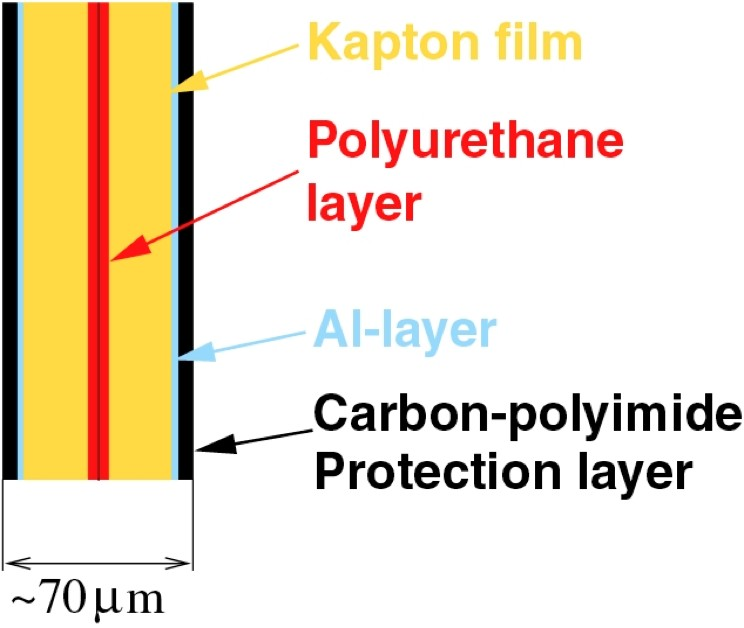 Kapton film
Polyurethane
layer
Al-layer
Carbon-polyimide
Protection layer
~70μm